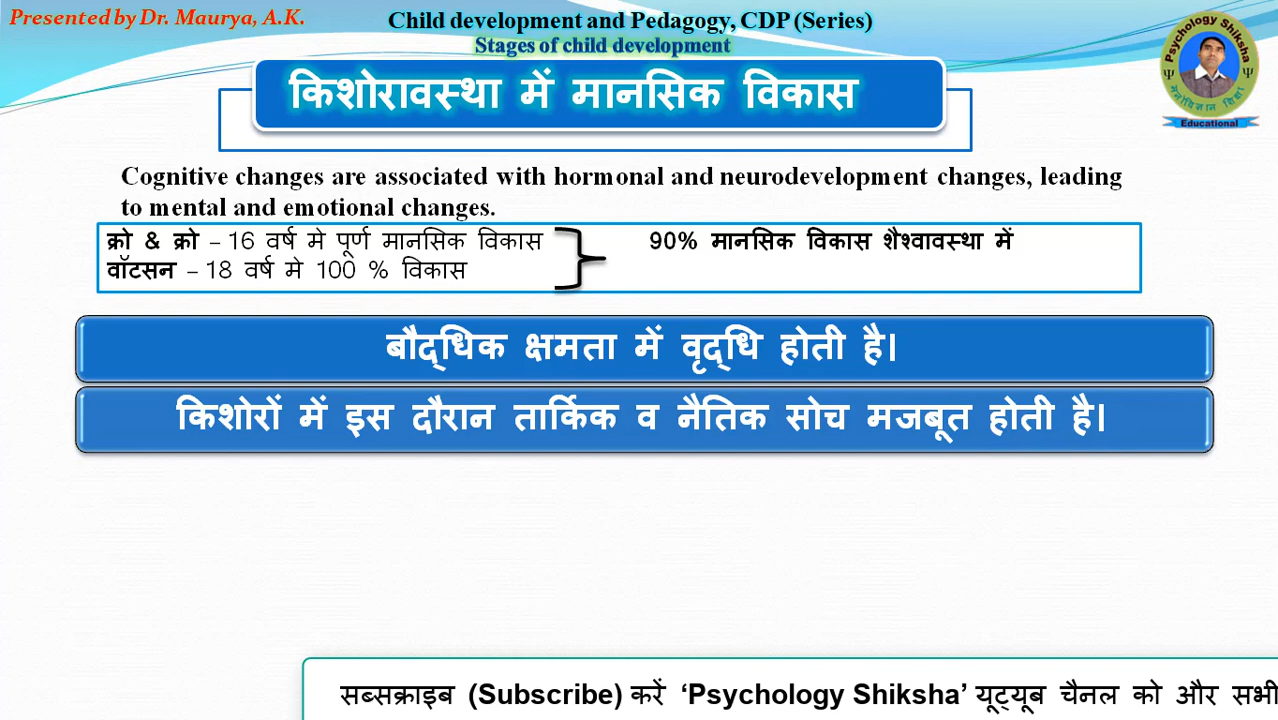 Presented by Dr. Maurya, A.K.
Child development and Pedagogy, CDP (Series)
Stages of child development
Psychology Shiksha
Ψ Ψ
मनोविज्ञान शिक्षा
Educational
किशोरावस्था में मानसिक विकास
Cognitive changes are associated with hormonal and neurodevelopment changes, leading
to mental and emotional changes.
क्रो & क्रो – 16 वर्ष मे पूर्ण मानसिक विकास
वॉटसन – 18 वर्ष मे 100 % विकास
90% मानसिक विकास शैश्वावस्था में
बौद्धिक क्षमता में वृद्धि होती है।
किशोरों में इस दौरान तार्किक व नैतिक सोच मजबूत होती है।
सब्सक्राइब (Subscribe) करें ‘Psychology Shiksha’ यूट्यूब चैनल को और सभी